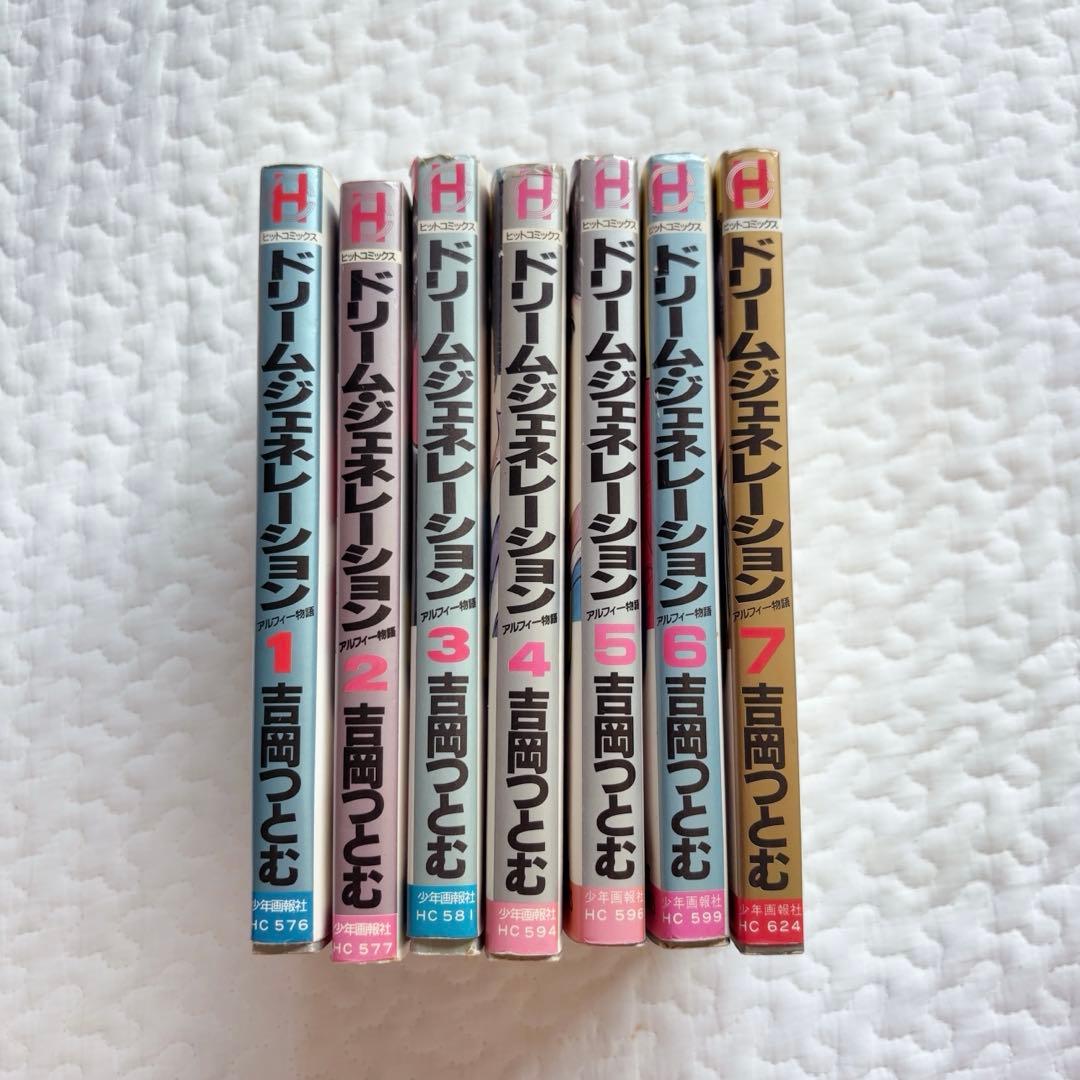 HC
ヒットコミックス
ドリーム・ジェネレーション
アルフィー物語
1
吉岡つとむ
少年画報社
HC 576
HC
ヒットコミックス
ドリーム・ジェネレーション
アルフィー物語
2
吉岡つとむ
少年画報社
HC 577
HC
ヒットコミックス
ドリーム・ジェネレーション
アルフィー物語
3
吉岡つとむ
少年画報社
HC 581
HC
ヒットコミックス
ドリーム・ジェネレーション
アルフィー物語
4
吉岡つとむ
少年画報社
HC 594
HC
ヒットコミックス
ドリーム・ジェネレーション
アルフィー物語
5
吉岡つとむ
少年画報社
HC 596
HC
ヒットコミックス
ドリーム・ジェネレーション
アルフィー物語
6
吉岡つとむ
少年画報社
HC 599
HC
ヒットコミックス
ドリーム・ジェネレーション
アルフィー物語
7
吉岡つとむ
少年画報社
HC 624